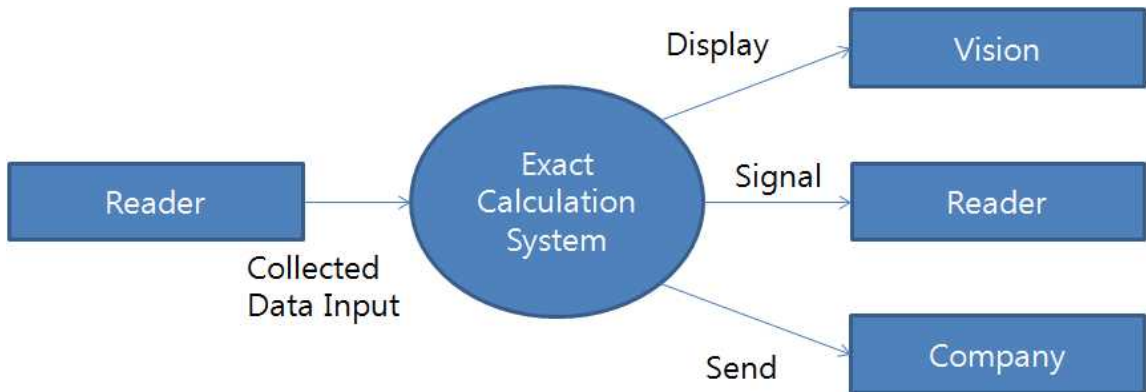 Reader
Collected
Data Input
Exact
Calculation
System
Display
Vision
Signal
Reader
Send
Company